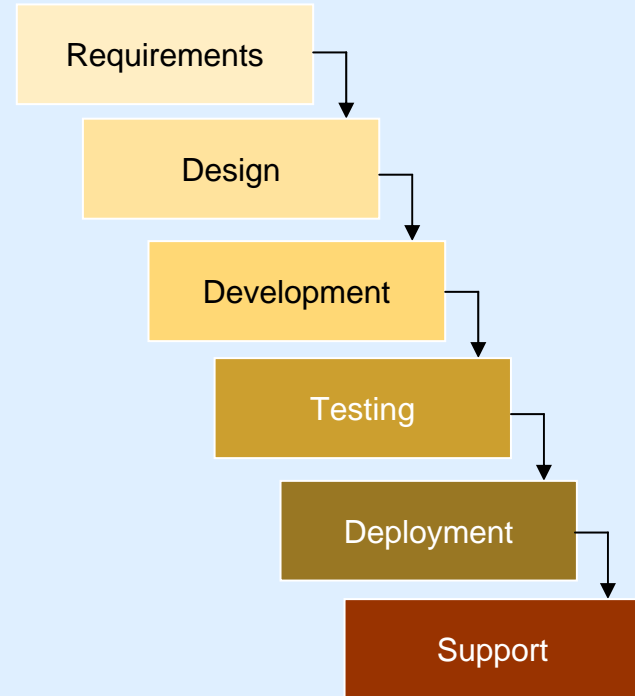 Requirements
Design
Development
Testing
Deployment
Support